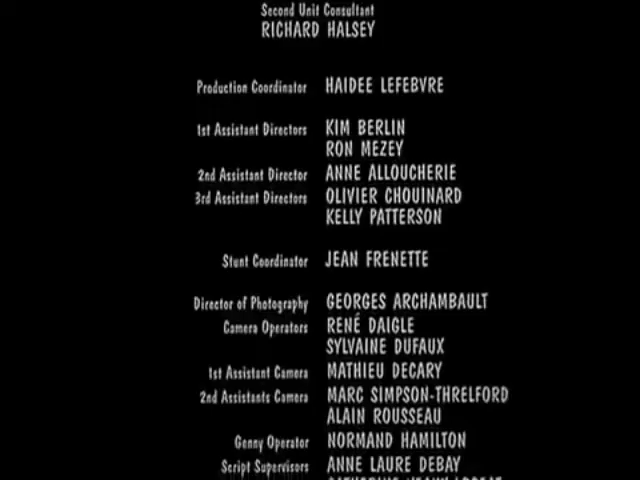 Second Unit Consultant
RICHARD HALSEY
Production Coordinator HAIDEE LEFEBVRE
1st Assistant Directors KIM BERLIN
RON MEZEY
2nd Assistant Director ANNE ALLOUCHERIE
3rd Assistant Directors OLIVIER CHOUINARD
KELLY PATTERSON
Stunt Coordinator JEAN FRENETTE
Director of Photography GEORGES ARCHAMBAULT
Camera Operators RENÉ DAIGLE
SYLVAINE DUFAUX
1st Assistant Camera MATHIEU DECARY
2nd Assistants Camera MARC SIMPSON-THRELFORD
ALAIN ROUSSEAU
Genny Operator NORMAND HAMILTON
Script Supervisors ANNE LAURE DEBAY